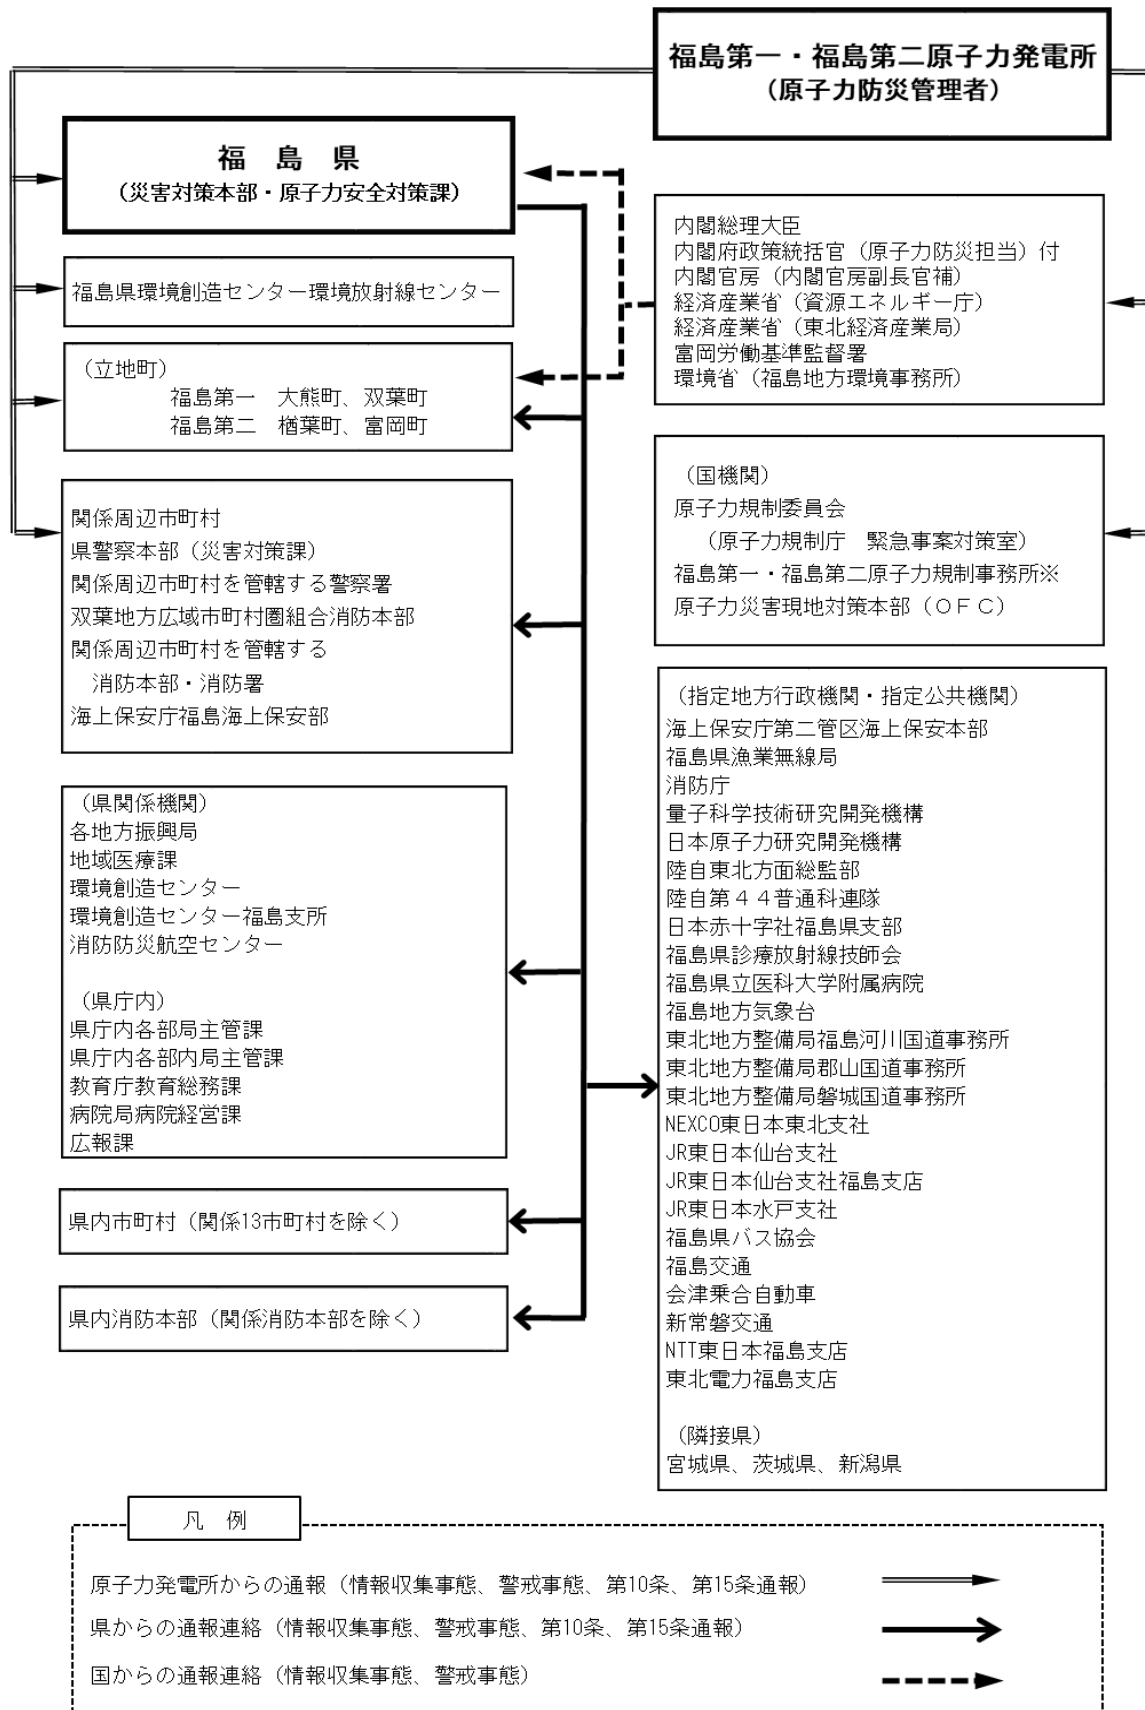 福島第一・福島第二原子力発電所
(原子力防災管理者)
福　島　県
(災害対策本部・原子力安全対策課)
福島県環境創造センター環境放射線センター
(立地町)
福島第一　大熊町、双葉町
福島第二　楢葉町、富岡町
関係周辺市町村
県警察本部(災害対策課)
関係周辺市町村を管轄する警察署
双葉地方広域市町村圏組合消防本部
関係周辺市町村を管轄する
消防本部・消防署
海上保安庁福島海上保安部
(県関係機関)
各地方振興局
地域医療課
環境創造センター
環境創造センター福島支所
消防防災航空センター
(県庁内)
県庁内各部局主管課
県庁内各部内局主管課
教育庁教育総務課
病院局病院経営課
広報課
県内市町村(関係13市町村を除く)
県内消防本部(関係消防本部を除く)
内閣総理大臣
内閣府政策統括官(原子力防災担当)付
内閣官房(内閣官房副長官補)
経済産業省(資源エネルギー庁)
経済産業省(東北経済産業局)
富岡労働基準監督署
環境省(福島地方環境事務所)
(国機関)
原子力規制委員会
(原子力規制庁　緊急事案対策室)
福島第一・福島第二原子力規制事務所※
原子力災害現地対策本部(ＯＦＣ)
(指定地方行政機関・指定公共機関)
海上保安庁第二管区海上保安本部
福島県漁業無線局
消防庁
量子科学技術研究開発機構
日本原子力研究開発機構
陸自東北方面総監部
陸自第４４普通科連隊
日本赤十字社福島県支部
福島県診療放射線技師会
福島県立医科大学附属病院
福島地方気象台
東北地方整備局福島河川国道事務所
東北地方整備局郡山国道事務所
東北地方整備局磐城国道事務所
NEXCO東日本東北支社
JR東日本仙台支社
JR東日本仙台支社福島支店
JR東日本水戸支社
福島県バス協会
福島交通
会津乗合自動車
新常磐交通
NTT東日本福島支店
東北電力福島支店
(隣接県)
宮城県、茨城県、新潟県
凡　例
原子力発電所からの通報(情報収集事態、警戒事態、第10条、第15条通報)
県からの通報連絡(情報収集事態、警戒事態、第10条、第15条通報)
国からの通報連絡(情報収集事態、警戒事態)